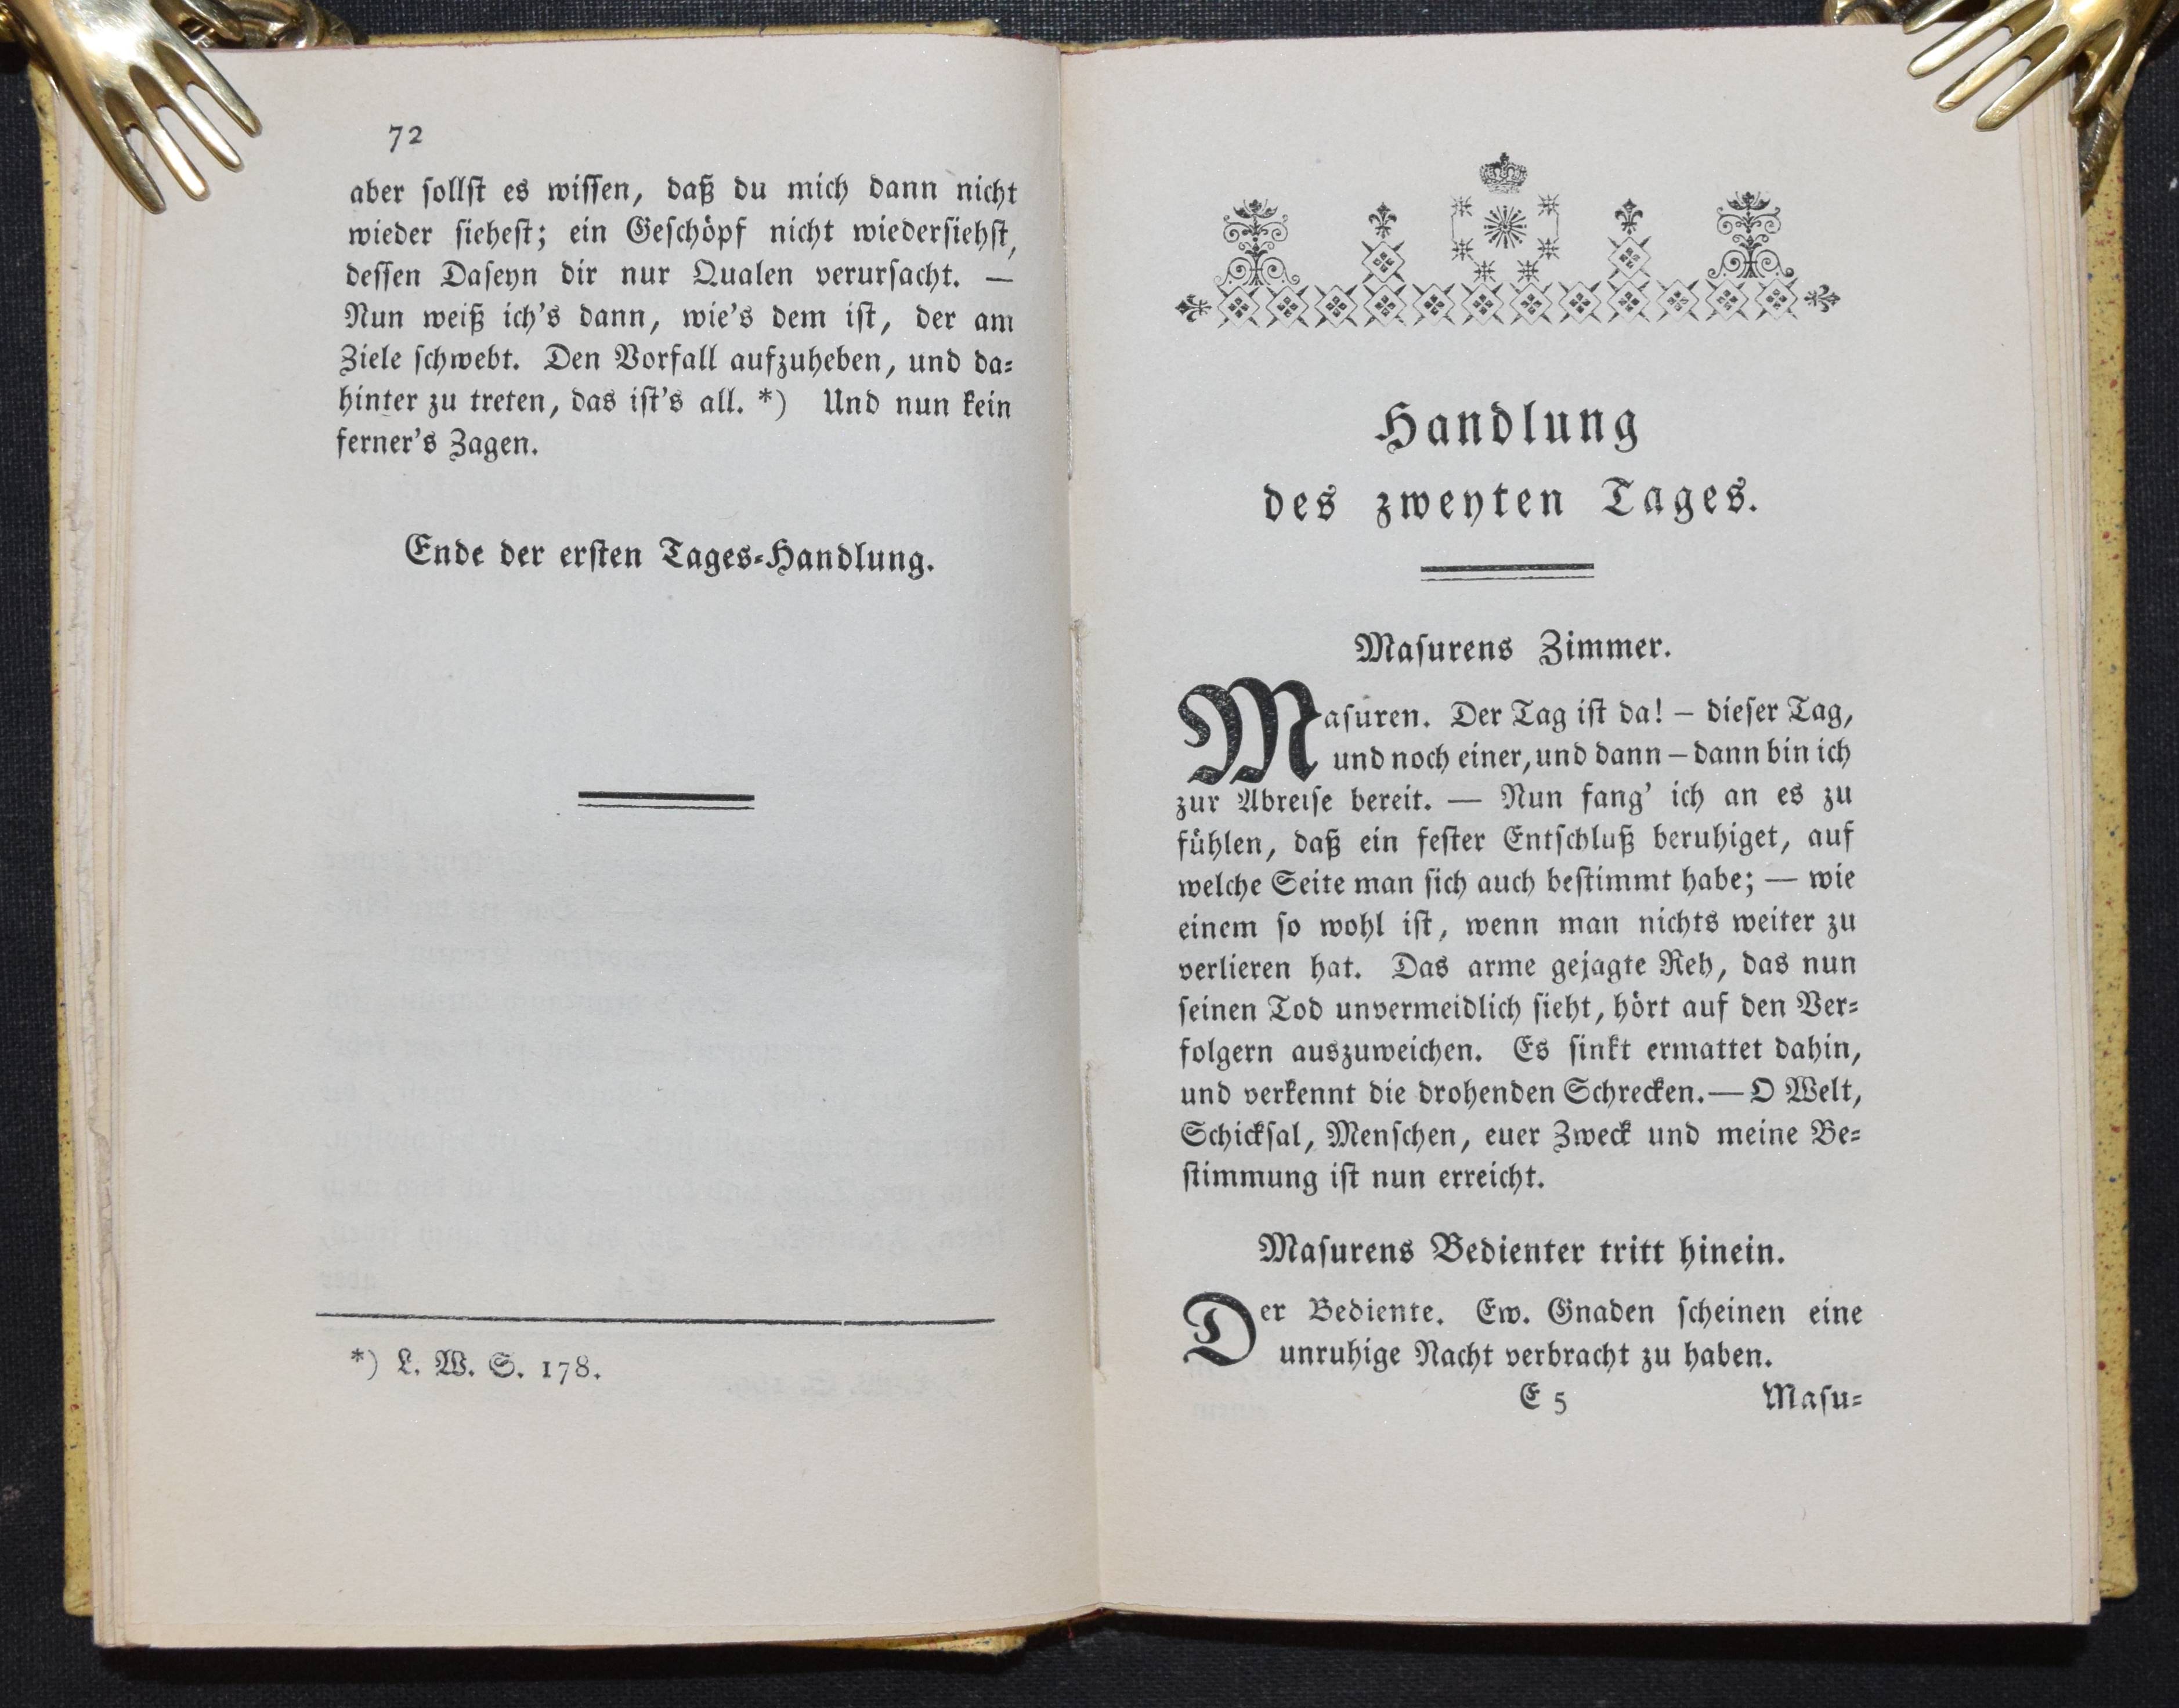 72
aber ſollſt es wiſſen, daß du mich dann nicht
wieder ſieheſt; ein Geſchöpf nicht wiederſiehſt,
deſſen Daſeyn dir nur Qualen verurſacht. —
Nun weiß ich's dann, wie's dem iſt, der am
Ziele ſchwebt. Den Vorfall aufzuheben, und da-
hinter zu treten, das iſt's all. *) Und nun kein
ferner's Zagen.
Ende der erſten Tages-Handlung.
*) L. W. S. 178.
Handlung
des zweyten Tages.
Maſurens Zimmer.
Maſuren. Der Tag iſt da! – dieſer Tag,
und noch einer, und dann – dann bin ich
zur Abreiſe bereit. — Nun fang' ich an es zu
fühlen, daß ein feſter Entſchluß beruhiget, auf
welche Seite man ſich auch beſtimmt habe; — wie
einem ſo wohl iſt, wenn man nichts weiter zu
verlieren hat. Das arme gejagte Reh, das nun
ſeinen Tod unvermeidlich ſieht, hört auf den Ver-
folgern auszuweichen. Es ſinkt ermattet dahin,
und verkennt die drohenden Schrecken. — O Welt,
Schickſal, Menſchen, euer Zweck und meine Be-
ſtimmung iſt nun erreicht.
Maſurens Bedienter tritt hinein.
Der Bediente. Ew. Gnaden ſcheinen eine
unruhige Nacht verbracht zu haben.
E 5 Maſu-